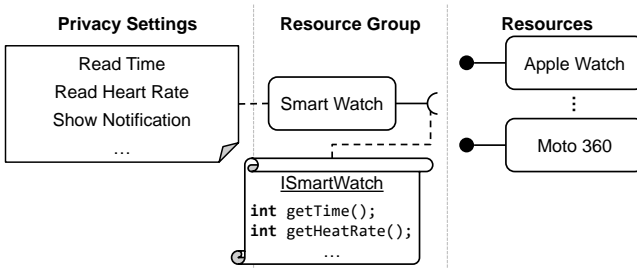 Privacy Settings
Resource Group
Resources
Read Time
Read Heart Rate
Show Notification
…
Smart Watch
Apple Watch
⋮
Moto 360
ISmartWatch
int getTime();
int getHeatRate();
…